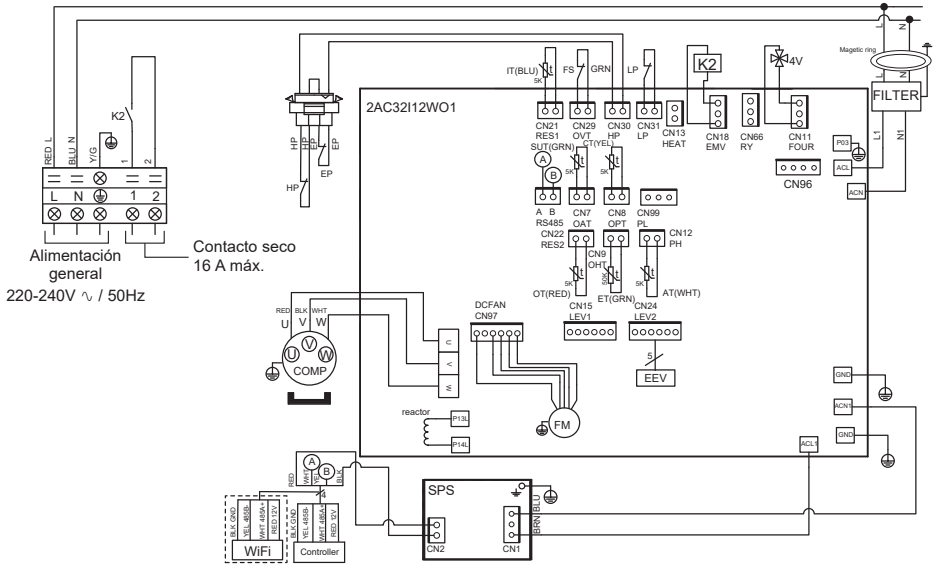 RED L
BLU N
Y/G
K2
1
2
L N 1 2
Alimentación
general
220-240V ∿ / 50Hz
Contacto seco
16 A máx.
HP
HP
EP
EP
HP
EP
2AC32I12WO1
IT(BLU)
5K
t
FS
GRN
LP
K2
4V
L
N
Magetic ring
L
N
FILTER
L1
N1
CN21
RES1
CN29
OVT
CN30
HP
CN31
LP
CN13
HEAT
CN18
EMV
CN66
RY
CN11
FOUR
P03
ACL
ACN
CN96
SUT(GRN)
CT(YEL)
A
B
5K
t
5K
t
A B
RS485
CN7
OAT
CN8
OPT
CN99
PL
CN22
RES2
CN9
OHT
CN12
PH
5K
t
50K
t
5K
t
OT(RED)
ET(GRN)
AT(WHT)
CN15
LEV1
CN24
LEV2
5
EEV
RED BLK WHT
U V W
U V W
COMP
U
V
W
DCFAN
CN97
FM
reactor
P13L
P14L
GND
ACN1
GND
ACL1
RED
WHT
YEL
BLK
A
B
4
BLK GND
YEL 485B-
WHT 485A+
RED 12V
WiFi
BLK GND
YEL 485B-
WHT 485A+
RED 12V
Controller
SPS
CN2
CN1
BRN
BLU